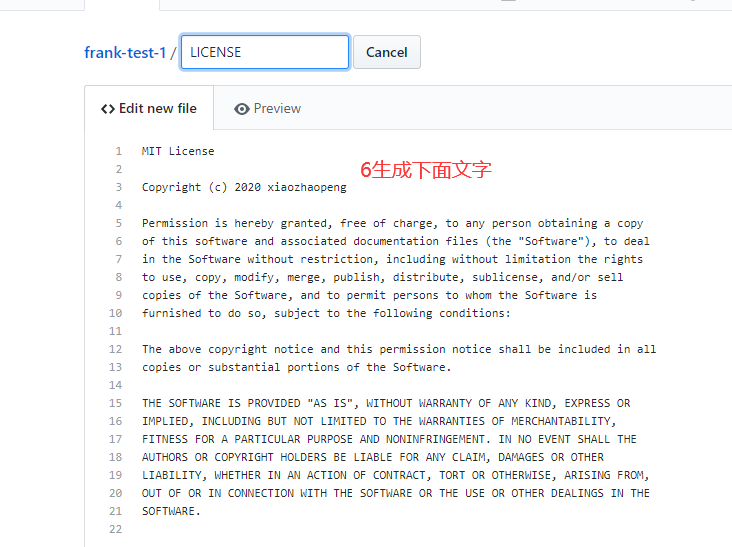 frank-test-1 / LICENSE Cancel
Edit new file Preview
1 MIT License
6生成下面文字
2
3 Copyright (c) 2020 xiaozhaopeng
4
5 Permission is hereby granted, free of charge, to any person obtaining a copy
6 of this software and associated documentation files (the "Software"), to deal
7 in the Software without restriction, including without limitation the rights
8 to use, copy, modify, merge, publish, distribute, sublicense, and/or sell
9 copies of the Software, and to permit persons to whom the Software is
10 furnished to do so, subject to the following conditions:
11
12 The above copyright notice and this permission notice shall be included in all
13 copies or substantial portions of the Software.
14
15 THE SOFTWARE IS PROVIDED "AS IS", WITHOUT WARRANTY OF ANY KIND, EXPRESS OR
16 IMPLIED, INCLUDING BUT NOT LIMITED TO THE WARRANTIES OF MERCHANTABILITY,
17 FITNESS FOR A PARTICULAR PURPOSE AND NONINFRINGEMENT. IN NO EVENT SHALL THE
18 AUTHORS OR COPYRIGHT HOLDERS BE LIABLE FOR ANY CLAIM, DAMAGES OR OTHER
19 LIABILITY, WHETHER IN AN ACTION OF CONTRACT, TORT OR OTHERWISE, ARISING FROM,
20 OUT OF OR IN CONNECTION WITH THE SOFTWARE OR THE USE OR OTHER DEALINGS IN THE
21 SOFTWARE.
22